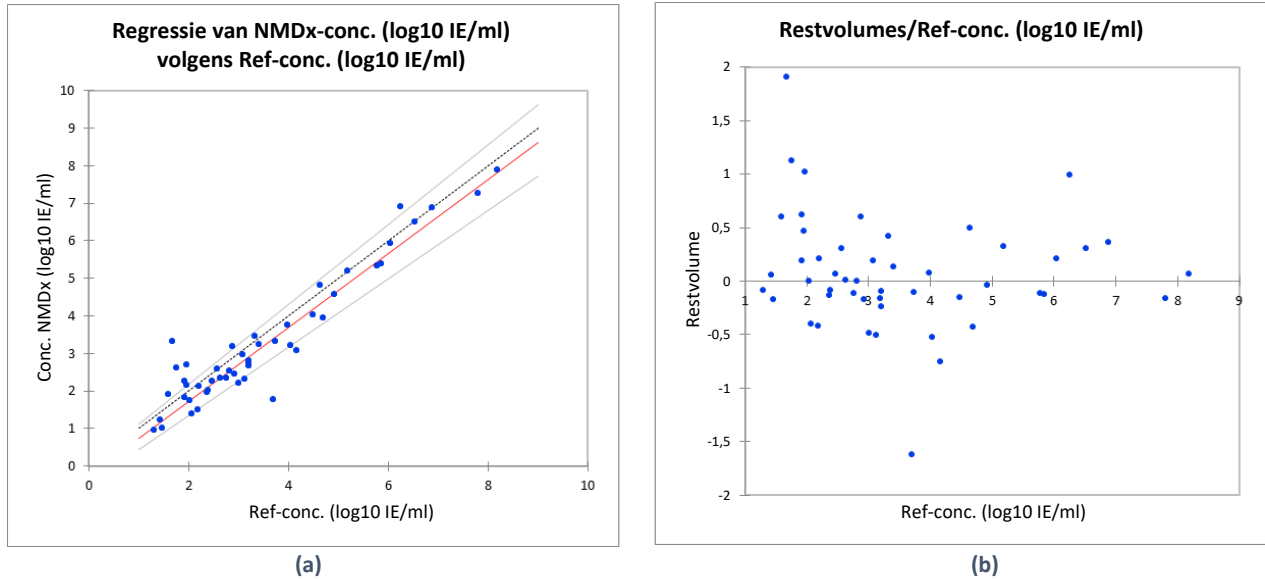 Regressie van NMDx-conc. (log10 IE/ml)
volgens Ref-conc. (log10 IE/ml)
10
9
8
7
6
5
4
3
2
1
0
0 2 4 6 8 10
Conc. NMDx (log10 IE/ml)
Ref-conc. (log10 IE/ml)
(a)
Restvolumes/Ref-conc. (log10 IE/ml)
2
1,5
1
0,5
0
-0,5
-1
-1,5
-2
1 2 3 4 5 6 7 8 9
Restvolume
Ref-conc. (log10 IE/ml)
(b)